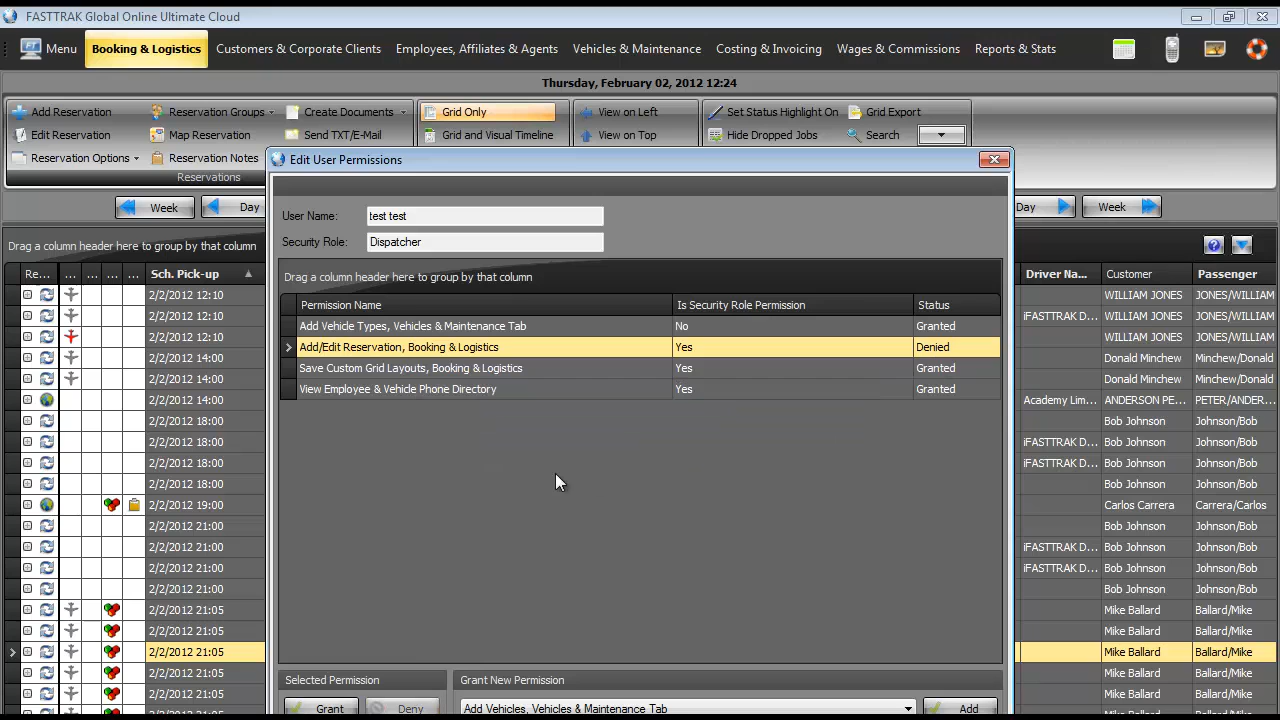 FASTTRAK Global Online Ultimate Cloud
FT Menu Booking & Logistics Customers & Corporate Clients Employees, Affiliates & Agents Vehicles & Maintenance Costing & Invoicing Wages & Commissions Reports & Stats
Thursday, February 02, 2012 12:24
Add Reservation Reservation Groups Create Documents Grid Only View on Left Set Status Highlight On Grid Export
Edit Reservation Map Reservation Send TXT/E-Mail Grid and Visual Timeline View on Top Hide Dropped Jobs Search
Reservation Options Reservation Notes
Reservations
Edit User Permissions
Week Day Day Week
User Name: test test
Security Role: Dispatcher
Drag a column header here to group by that column
Drag a column header here to group by that column
Re... ... ... ... ... Sch. Pick-up Driver Na... Customer Passenger
Permission Name Is Security Role Permission Status
Add Vehicle Types, Vehicles & Maintenance Tab No Granted
Add/Edit Reservation, Booking & Logistics Yes Denied
Save Custom Grid Layouts, Booking & Logistics Yes Granted
View Employee & Vehicle Phone Directory Yes Granted
2/2/2012 12:10 WILLIAM JONES JONES/WILLIAM
2/2/2012 12:10 iFASTTRAK D... WILLIAM JONES JONES/WILLIAM
2/2/2012 12:10 WILLIAM JONES JONES/WILLIAM
2/2/2012 14:00 Donald Minchew Minchew/Donald
2/2/2012 14:00 Donald Minchew Minchew/Donald
2/2/2012 14:00 Academy Lim... ANDERSON PE... PETER/ANDER...
2/2/2012 18:00 Bob Johnson Johnson/Bob
2/2/2012 18:00 iFASTTRAK D... Bob Johnson Johnson/Bob
2/2/2012 18:00 iFASTTRAK D... Bob Johnson Johnson/Bob
2/2/2012 18:00 Bob Johnson Johnson/Bob
2/2/2012 19:00 Carlos Carrera Carrera/Carlos
2/2/2012 21:00 Bob Johnson Johnson/Bob
2/2/2012 21:00 iFASTTRAK D... Bob Johnson Johnson/Bob
2/2/2012 21:00 iFASTTRAK D... Bob Johnson Johnson/Bob
2/2/2012 21:00 Bob Johnson Johnson/Bob
2/2/2012 21:05 Mike Ballard Ballard/Mike
2/2/2012 21:05 Mike Ballard Ballard/Mike
2/2/2012 21:05 Mike Ballard Ballard/Mike
2/2/2012 21:05 Mike Ballard Ballard/Mike
2/2/2012 21:05 Mike Ballard Ballard/Mike
2/2/2012 21:05 Mike Ballard Ballard/Mike
Selected Permission Grant New Permission
Grant Deny Add Vehicles, Vehicles & Maintenance Tab Add